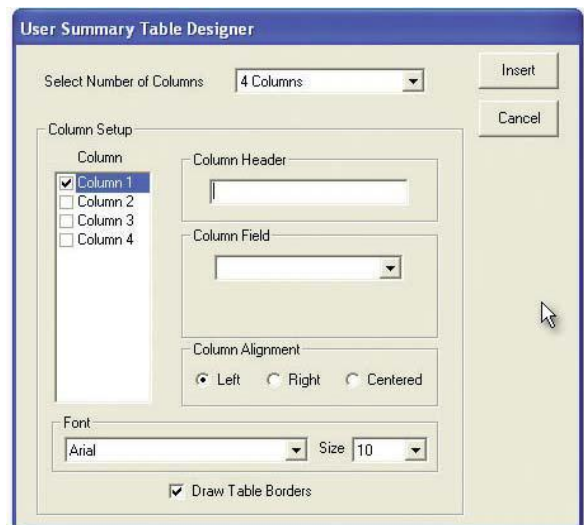 User Summary Table Designer
Select Number of Columns 4 Columns
Insert
Cancel
Column Setup
Column
Column 1
Column 2
Column 3
Column 4
Column Header
Column Field
Column Alignment
Left Right Centered
Font
Arial Size 10
Draw Table Borders